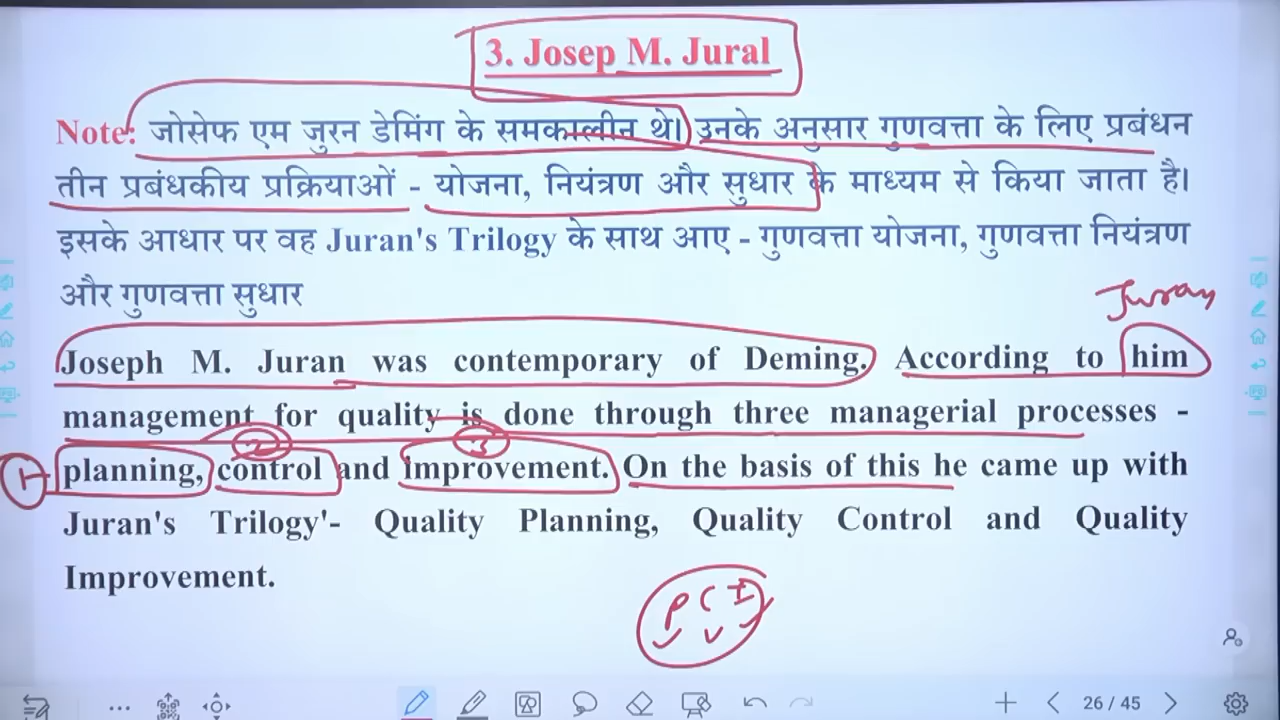 3. Josep M. Jural
Note: जोसेफ एम जुरन डेमिंग के समकालीन थे। उनके अनुसार गुणवत्ता के लिए प्रबंधन
तीन प्रबंधकीय प्रक्रियाओं - योजना, नियंत्रण और सुधार के माध्यम से किया जाता है।
इसके आधार पर वह Juran's Trilogy के साथ आए - गुणवत्ता योजना, गुणवत्ता नियंत्रण
और गुणवत्ता सुधार
Juran
Joseph M. Juran was contemporary of Deming. According to him
management for quality is done through three managerial processes -
2 3
1 planning, control and improvement. On the basis of this he came up with
Juran's Trilogy'- Quality Planning, Quality Control and Quality
Improvement.
P C I
26 / 45